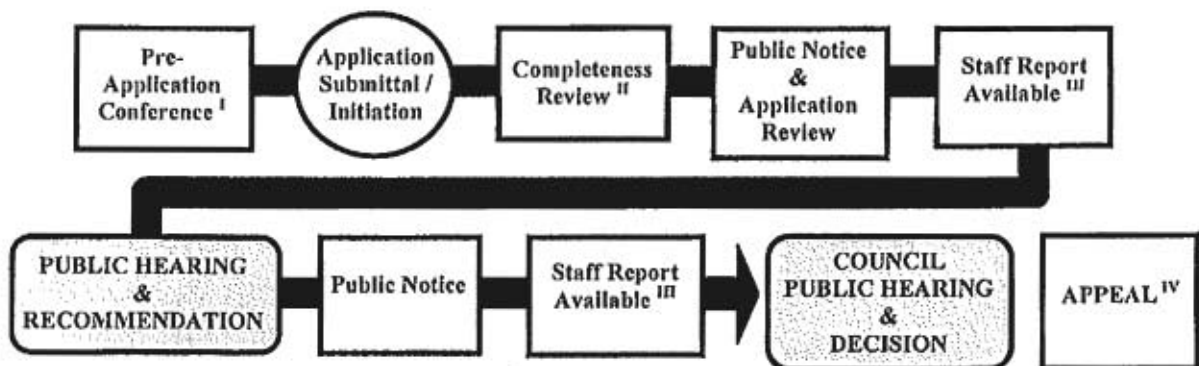 Pre-
Application
Conference I
Application
Submittal /
Initiation
Completeness
Review II
Public Notice
&
Application
Review
Staff Report
Available III
PUBLIC HEARING
&
RECOMMENDATION
Public Notice
Staff Report
Available III
COUNCIL
PUBLIC HEARING
&
DECISION
APPEAL IV